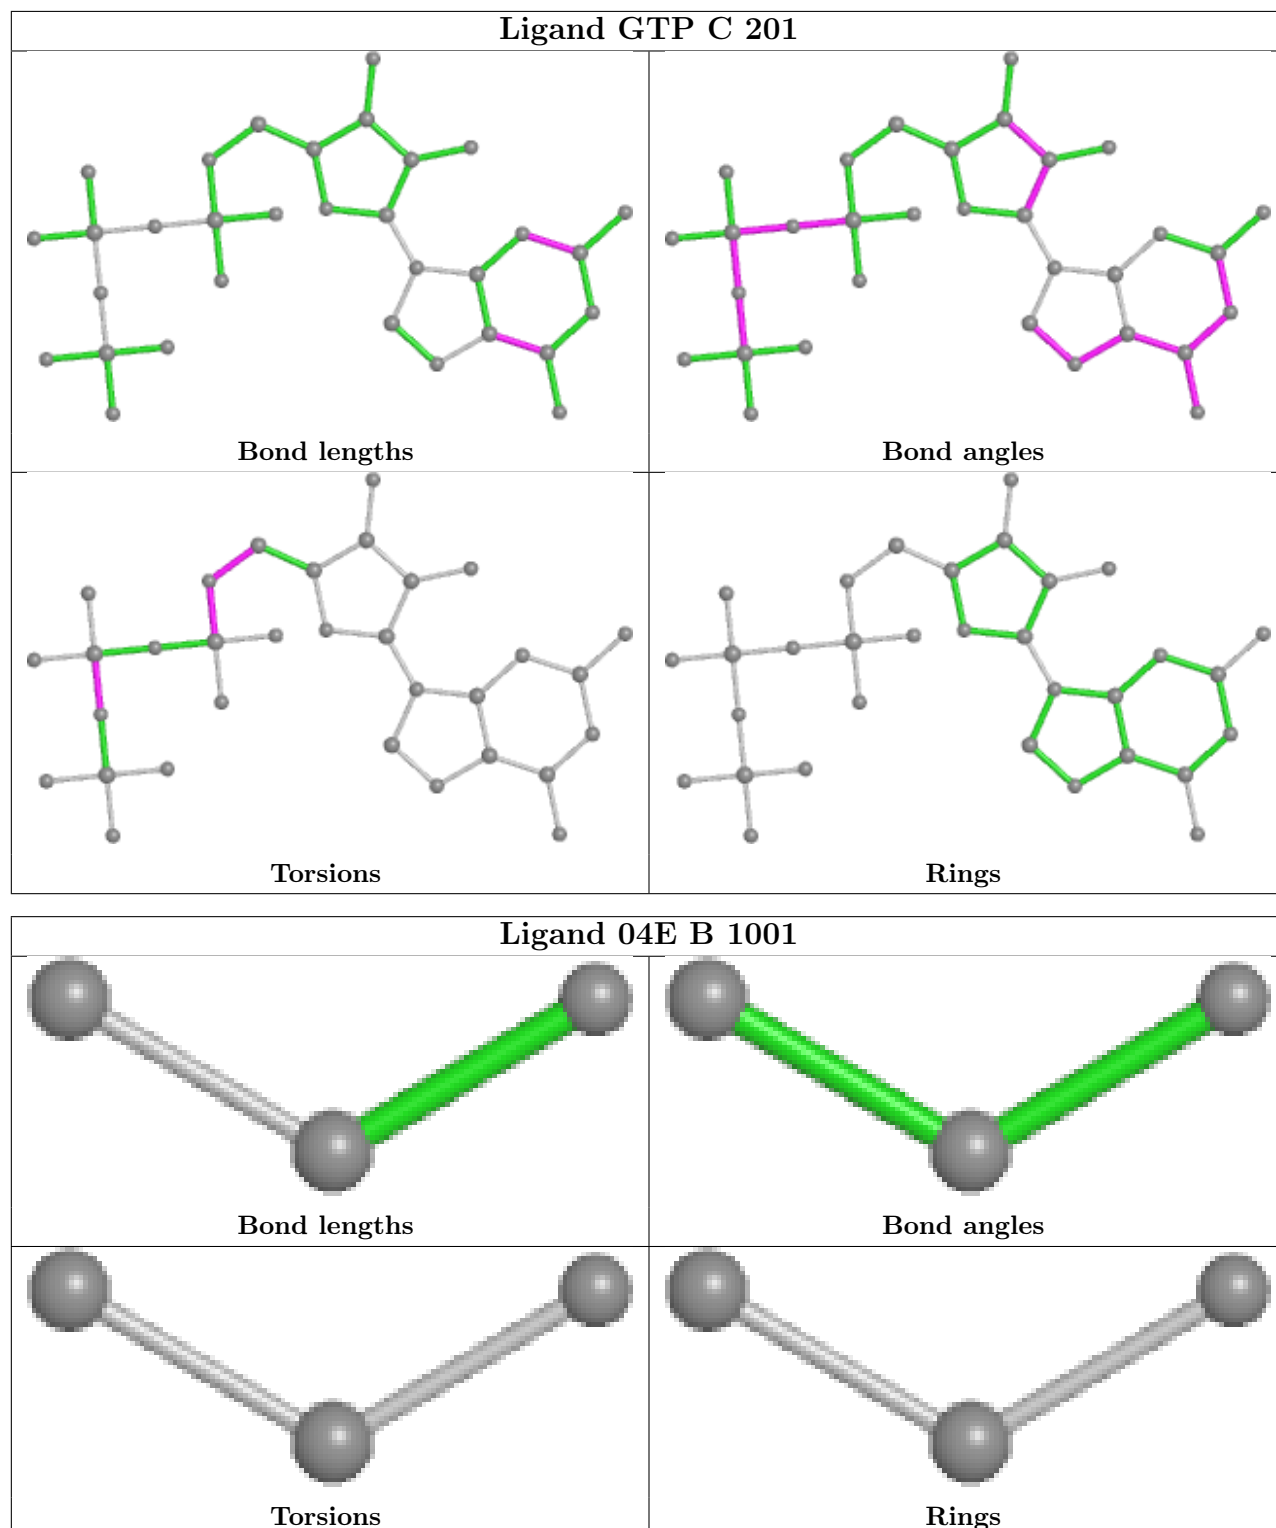 Ligand GTP C 201
Bond lengths
Bond angles
Torsions
Rings
Ligand 04E B 1001
Bond lengths
Bond angles
Torsions
Rings